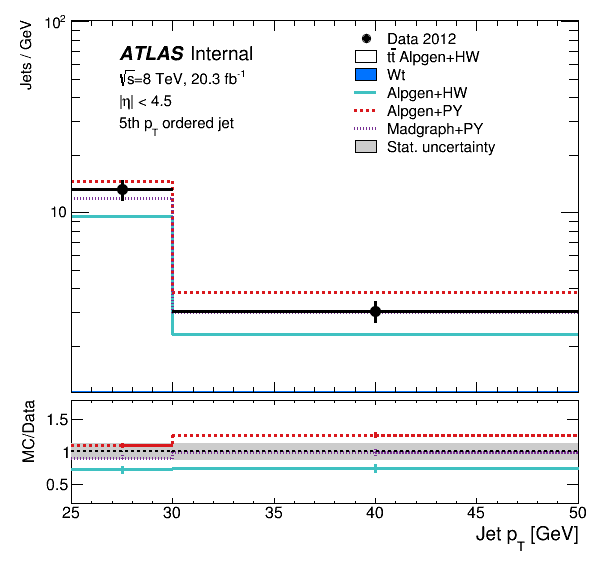 Jets / GeV
10²
10
ATLAS Internal
√s=8 TeV, 20.3 fb⁻¹
|η| < 4.5
5th p_T ordered jet
Data 2012
tt̄ Alpgen+HW
Wt
Alpgen+HW
Alpgen+PY
Madgraph+PY
Stat. uncertainty
MC/Data
1.5
1
0.5
25 30 35 40 45 50
Jet p_T [GeV]